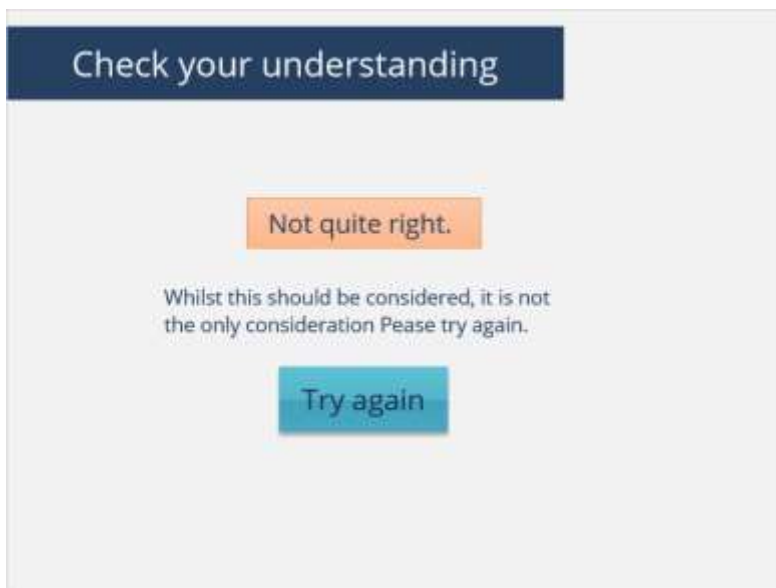 Check your understanding
Not quite right.
Whilst this should be considered, it is not
the only consideration Pease try again.
Try again